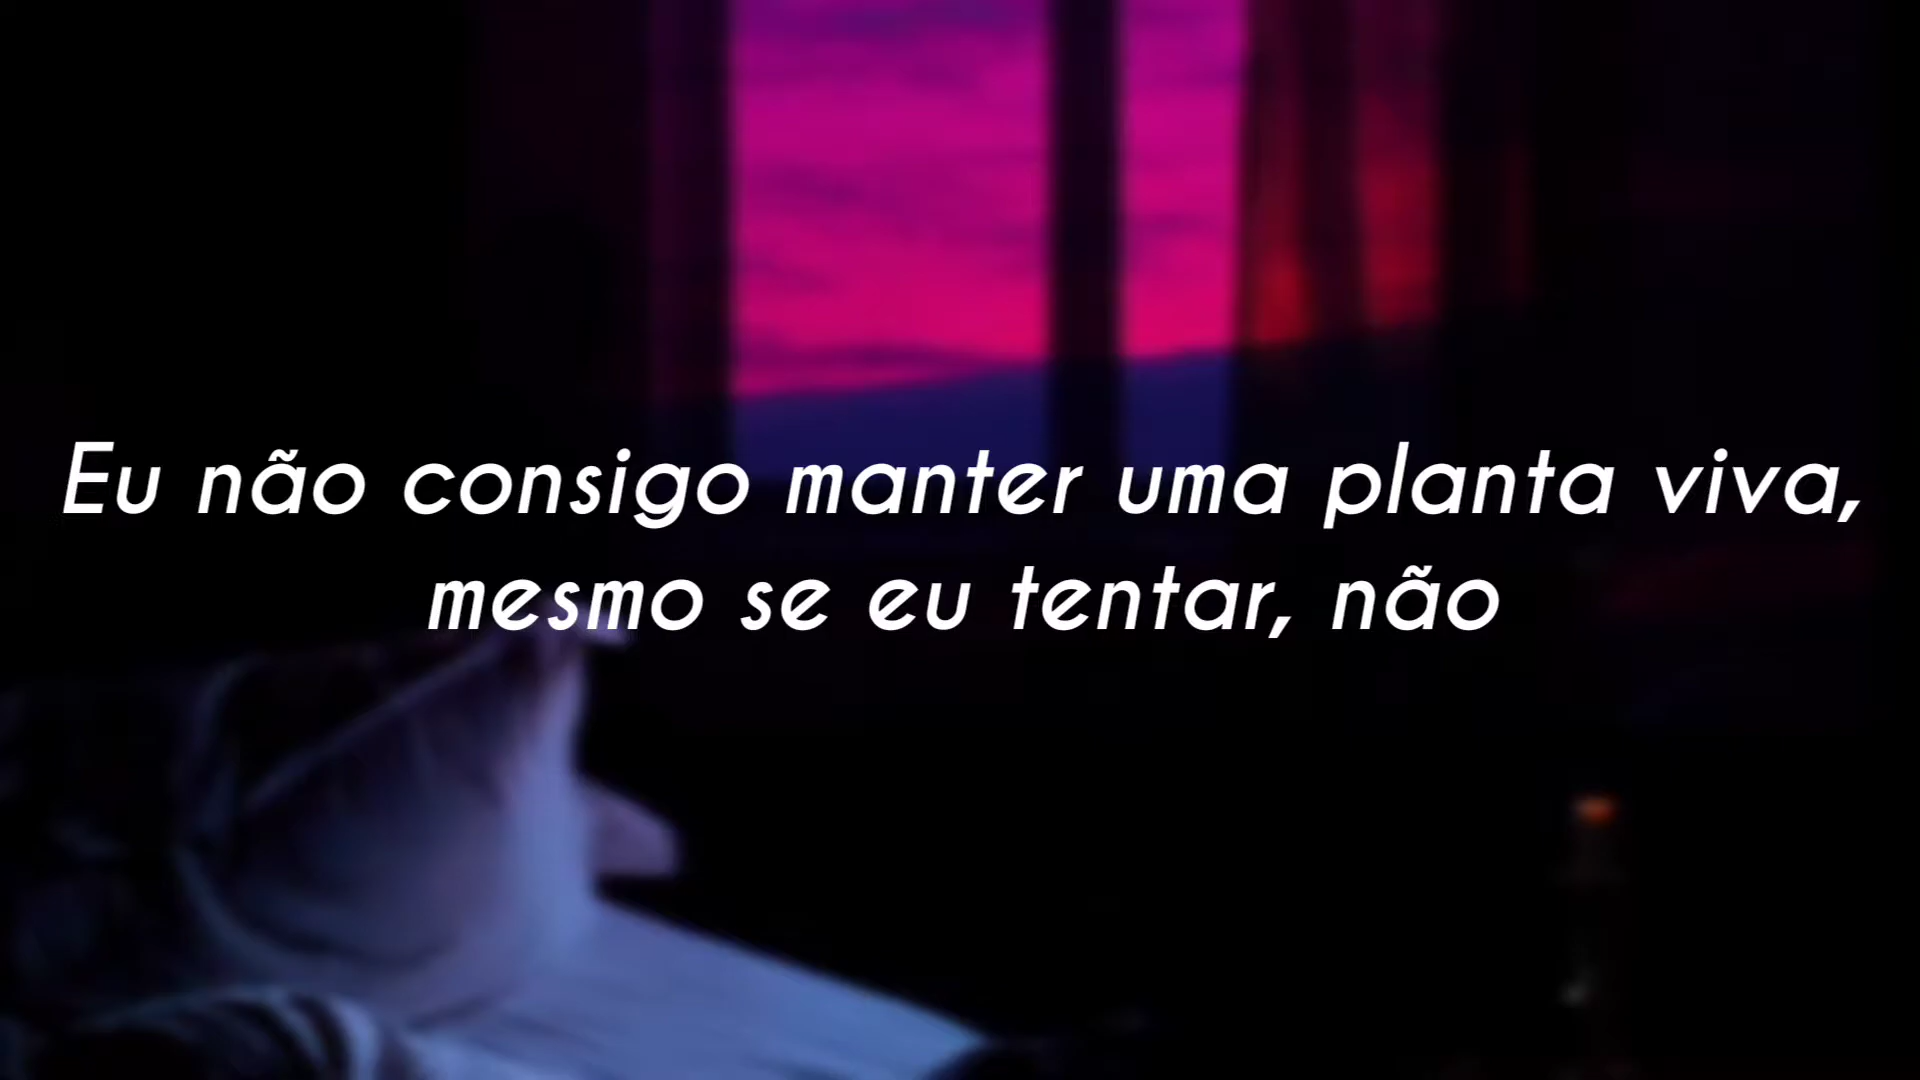 Eu não consigo manter uma planta viva,
mesmo se eu tentar, não